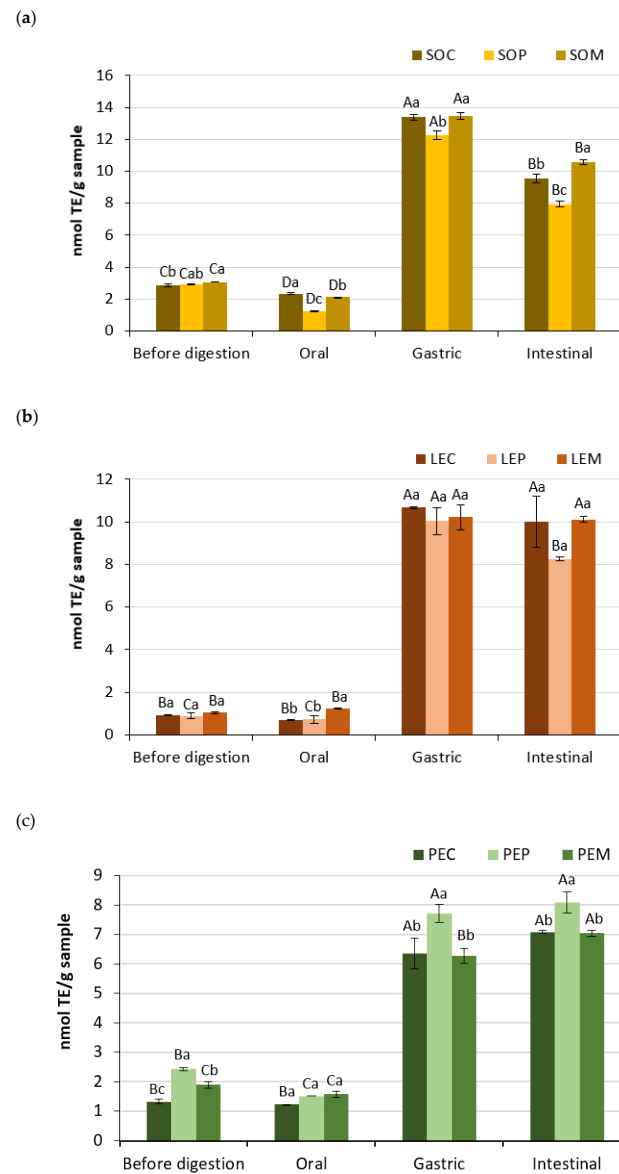 (a)
SOC SOP SOM
nmol TE/g sample
16
14
12
10
8
6
4
2
0
Cb Cab Ca
Da Dc Db
Aa Ab Aa
Bb Bc Ba
Before digestion Oral Gastric Intestinal
(b)
LEC LEP LEM
nmol TE/g sample
12
10
8
6
4
2
0
Ba Ca Ba
Bb Cb Ba
Aa Aa Aa
Aa Ba Aa
Before digestion Oral Gastric Intestinal
(c)
PEC PEP PEM
nmol TE/g sample
9
8
7
6
5
4
3
2
1
0
Bc Ba Cb
Ba Ca Ca
Ab Aa Bb
Ab Aa Ab
Before digestion Oral Gastric Intestinal